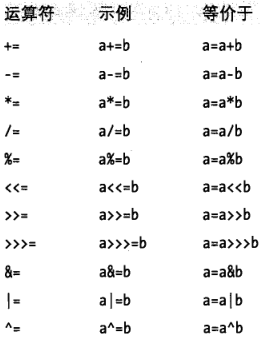 运算符 示例 等价于
+= a+=b a=a+b
-= a-=b a=a-b
*= a*=b a=a*b
/= a/=b a=a/b
%= a%=b a=a%b
<<= a<<=b a=a<<b
>>= a>>=b a=a>>b
>>>= a>>>=b a=a>>>b
&= a&=b a=a&b
|= a|=b a=a|b
^= a^=b a=a^b